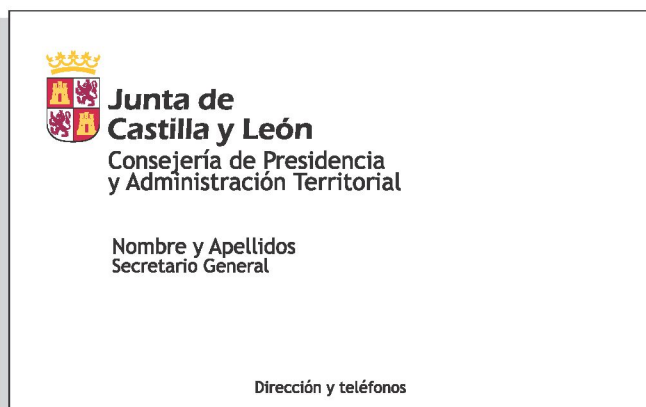 Junta de
Castilla y León
Consejería de Presidencia
y Administración Territorial
Nombre y Apellidos
Secretario General
Dirección y teléfonos